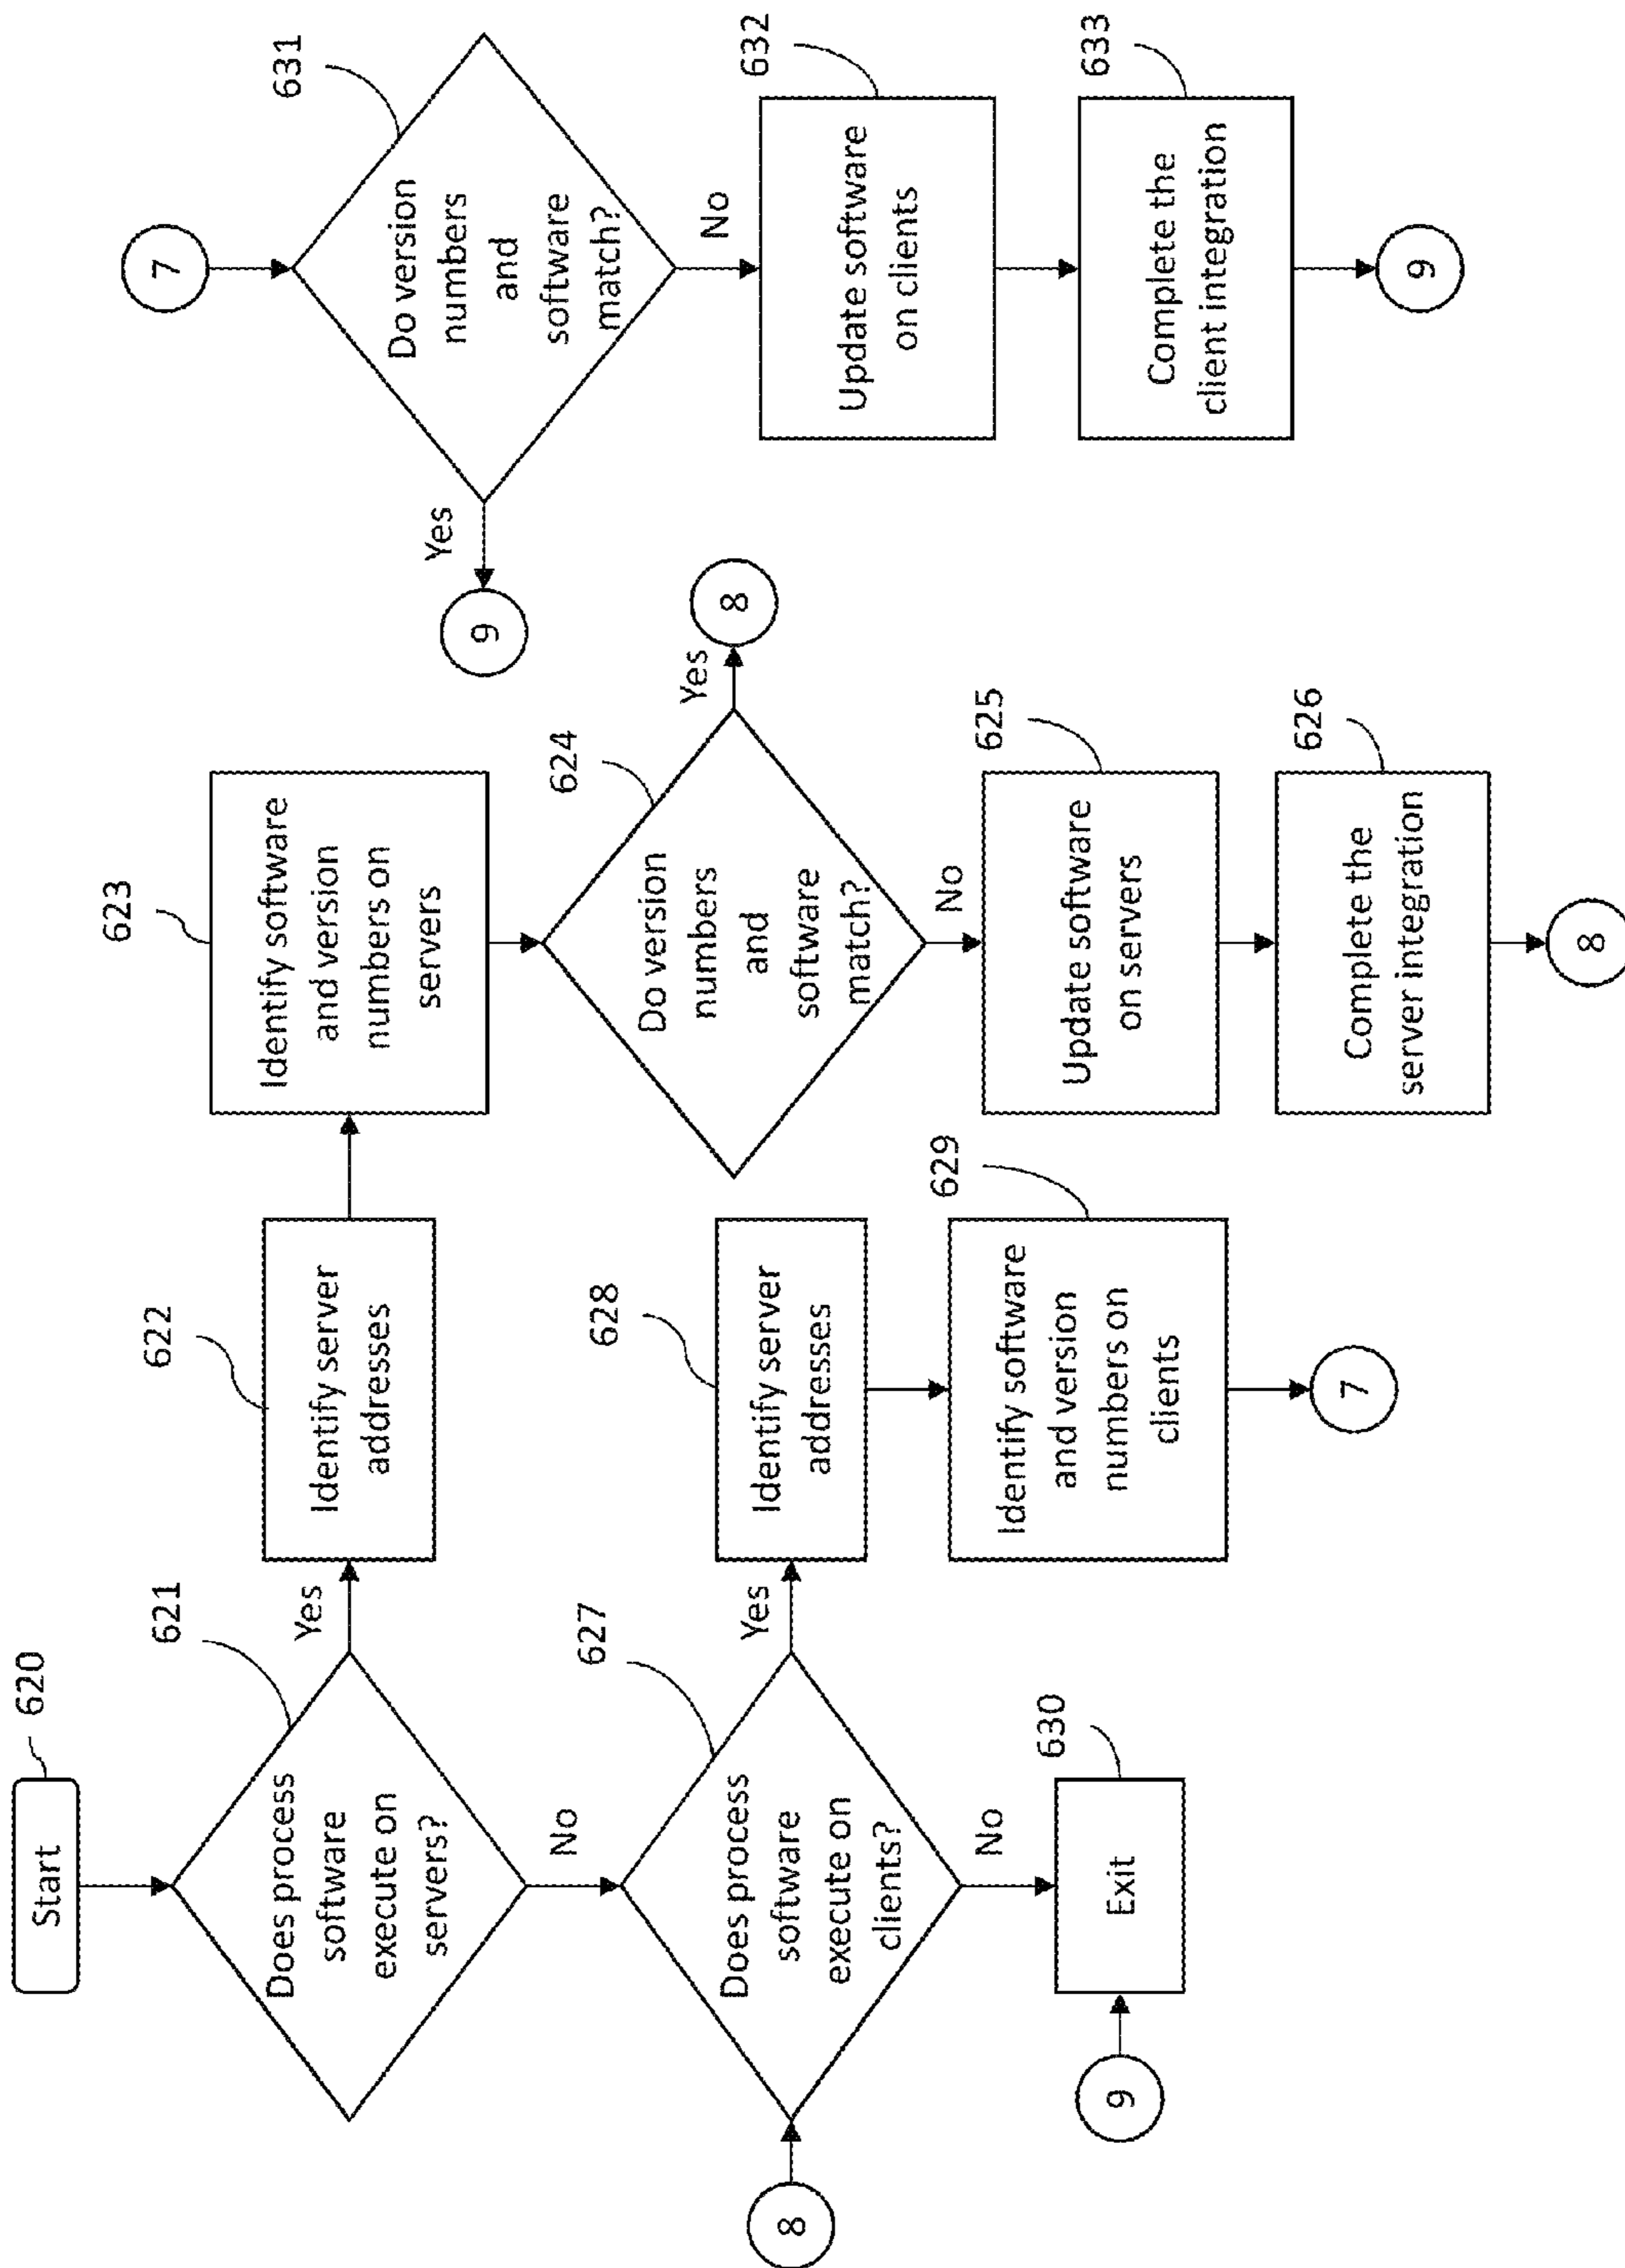 Start
620
Does process
software
execute on
servers?
621
Yes
No
Identify server
addresses
622
Identify software
and version
numbers on
servers
623
Do version
numbers
and
software
match?
624
Yes
8
No
Update software
on servers
625
Complete the
server integration
626
8
8
Does process
software
execute on
clients?
627
Yes
No
Identify server
addresses
628
Identify software
and version
numbers on
clients
629
7
9
Exit
630
7
Do version
numbers
and
software
match?
631
Yes
9
No
Update software
on clients
632
Complete the
client integration
633
9